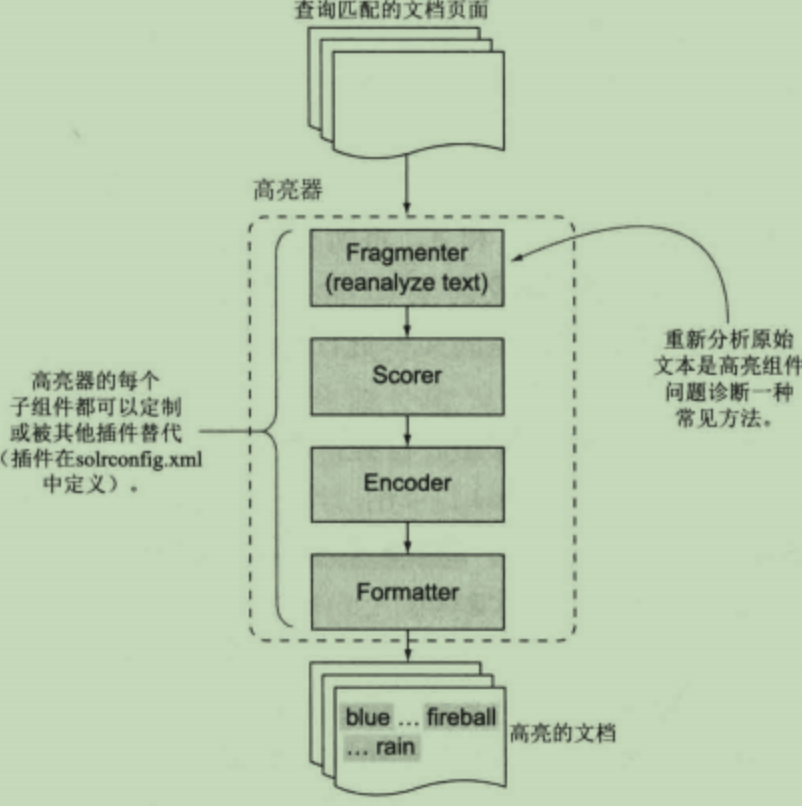 查询匹配的文档页面
高亮器
Fragmenter
(reanalyze text)
重新分析原始
文本是高亮组件
问题诊断一种
常见方法。
Scorer
高亮器的每个
子组件都可以定制
或被其他插件替代
（插件在solrconfig.xml
中定义）。
Encoder
Formatter
blue ... fireball
... rain
高亮的文档